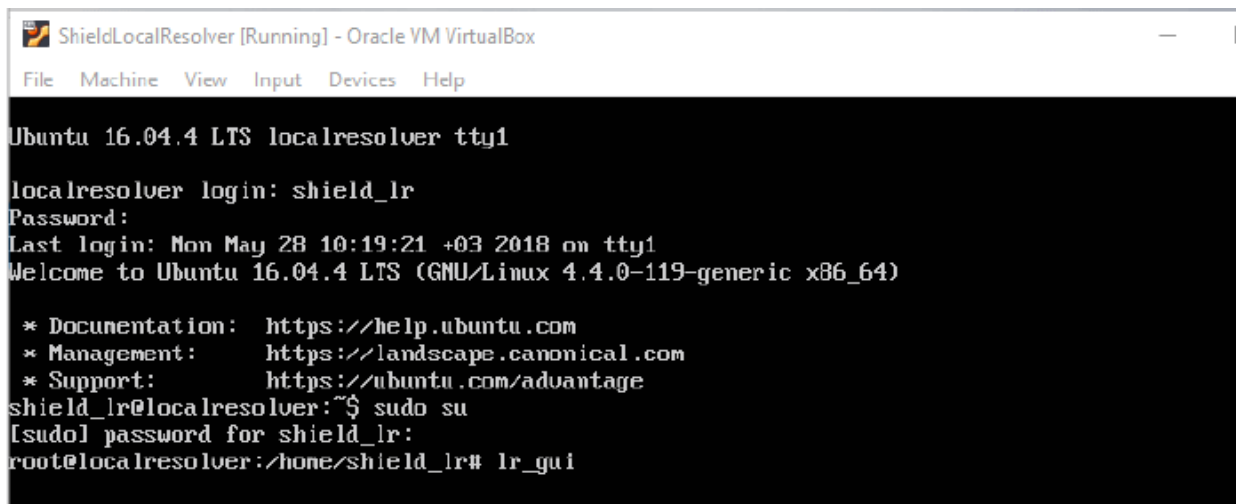 ShieldLocalResolver [Running] - Oracle VM VirtualBox
File Machine View Input Devices Help
Ubuntu 16.04.4 LTS localresolver tty1
localresolver login: shield_lr
Password:
Last login: Mon May 28 10:19:21 +03 2018 on tty1
Welcome to Ubuntu 16.04.4 LTS (GNU/Linux 4.4.0-119-generic x86_64)
* Documentation: https://help.ubuntu.com
* Management: https://landscape.canonical.com
* Support: https://ubuntu.com/advantage
shield_lr@localresolver:~$ sudo su
[sudo] password for shield_lr:
root@localresolver:/home/shield_lr# lr_gui